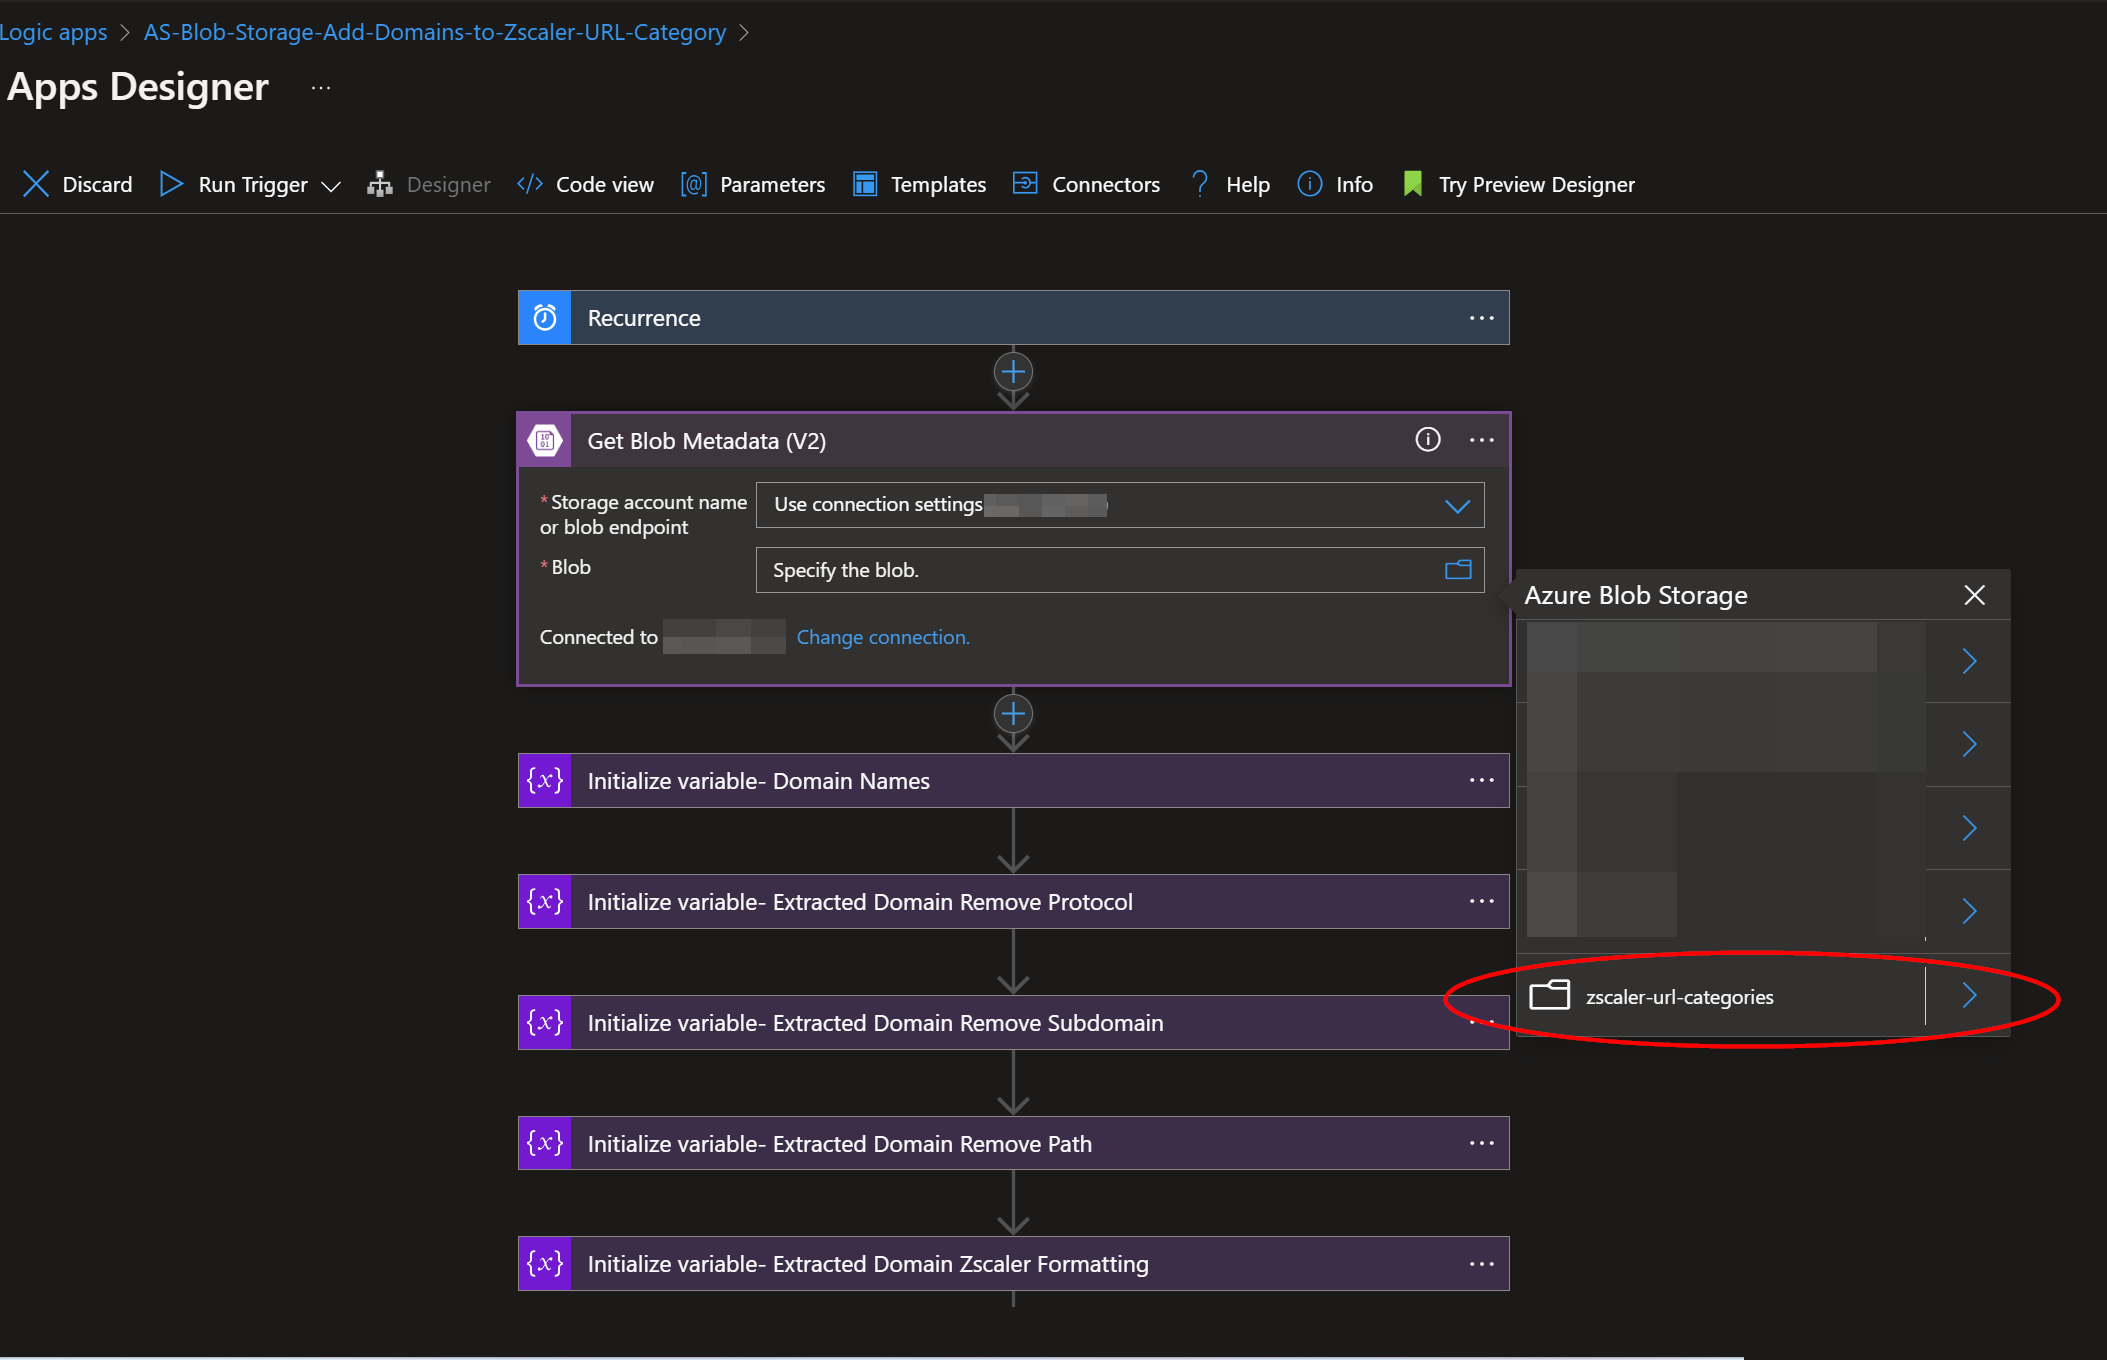 Logic apps > AS-Blob-Storage-Add-Domains-to-Zscaler-URL-Category >
Apps Designer ...
Discard Run Trigger Designer Code view Parameters Templates Connectors Help Info Try Preview Designer
Recurrence
Get Blob Metadata (V2)
*Storage account name
or blob endpoint
Use connection settings
*Blob
Specify the blob.
Connected to
Change connection.
Azure Blob Storage
zscaler-url-categories
Initialize variable- Domain Names
Initialize variable- Extracted Domain Remove Protocol
Initialize variable- Extracted Domain Remove Subdomain
Initialize variable- Extracted Domain Remove Path
Initialize variable- Extracted Domain Zscaler Formatting